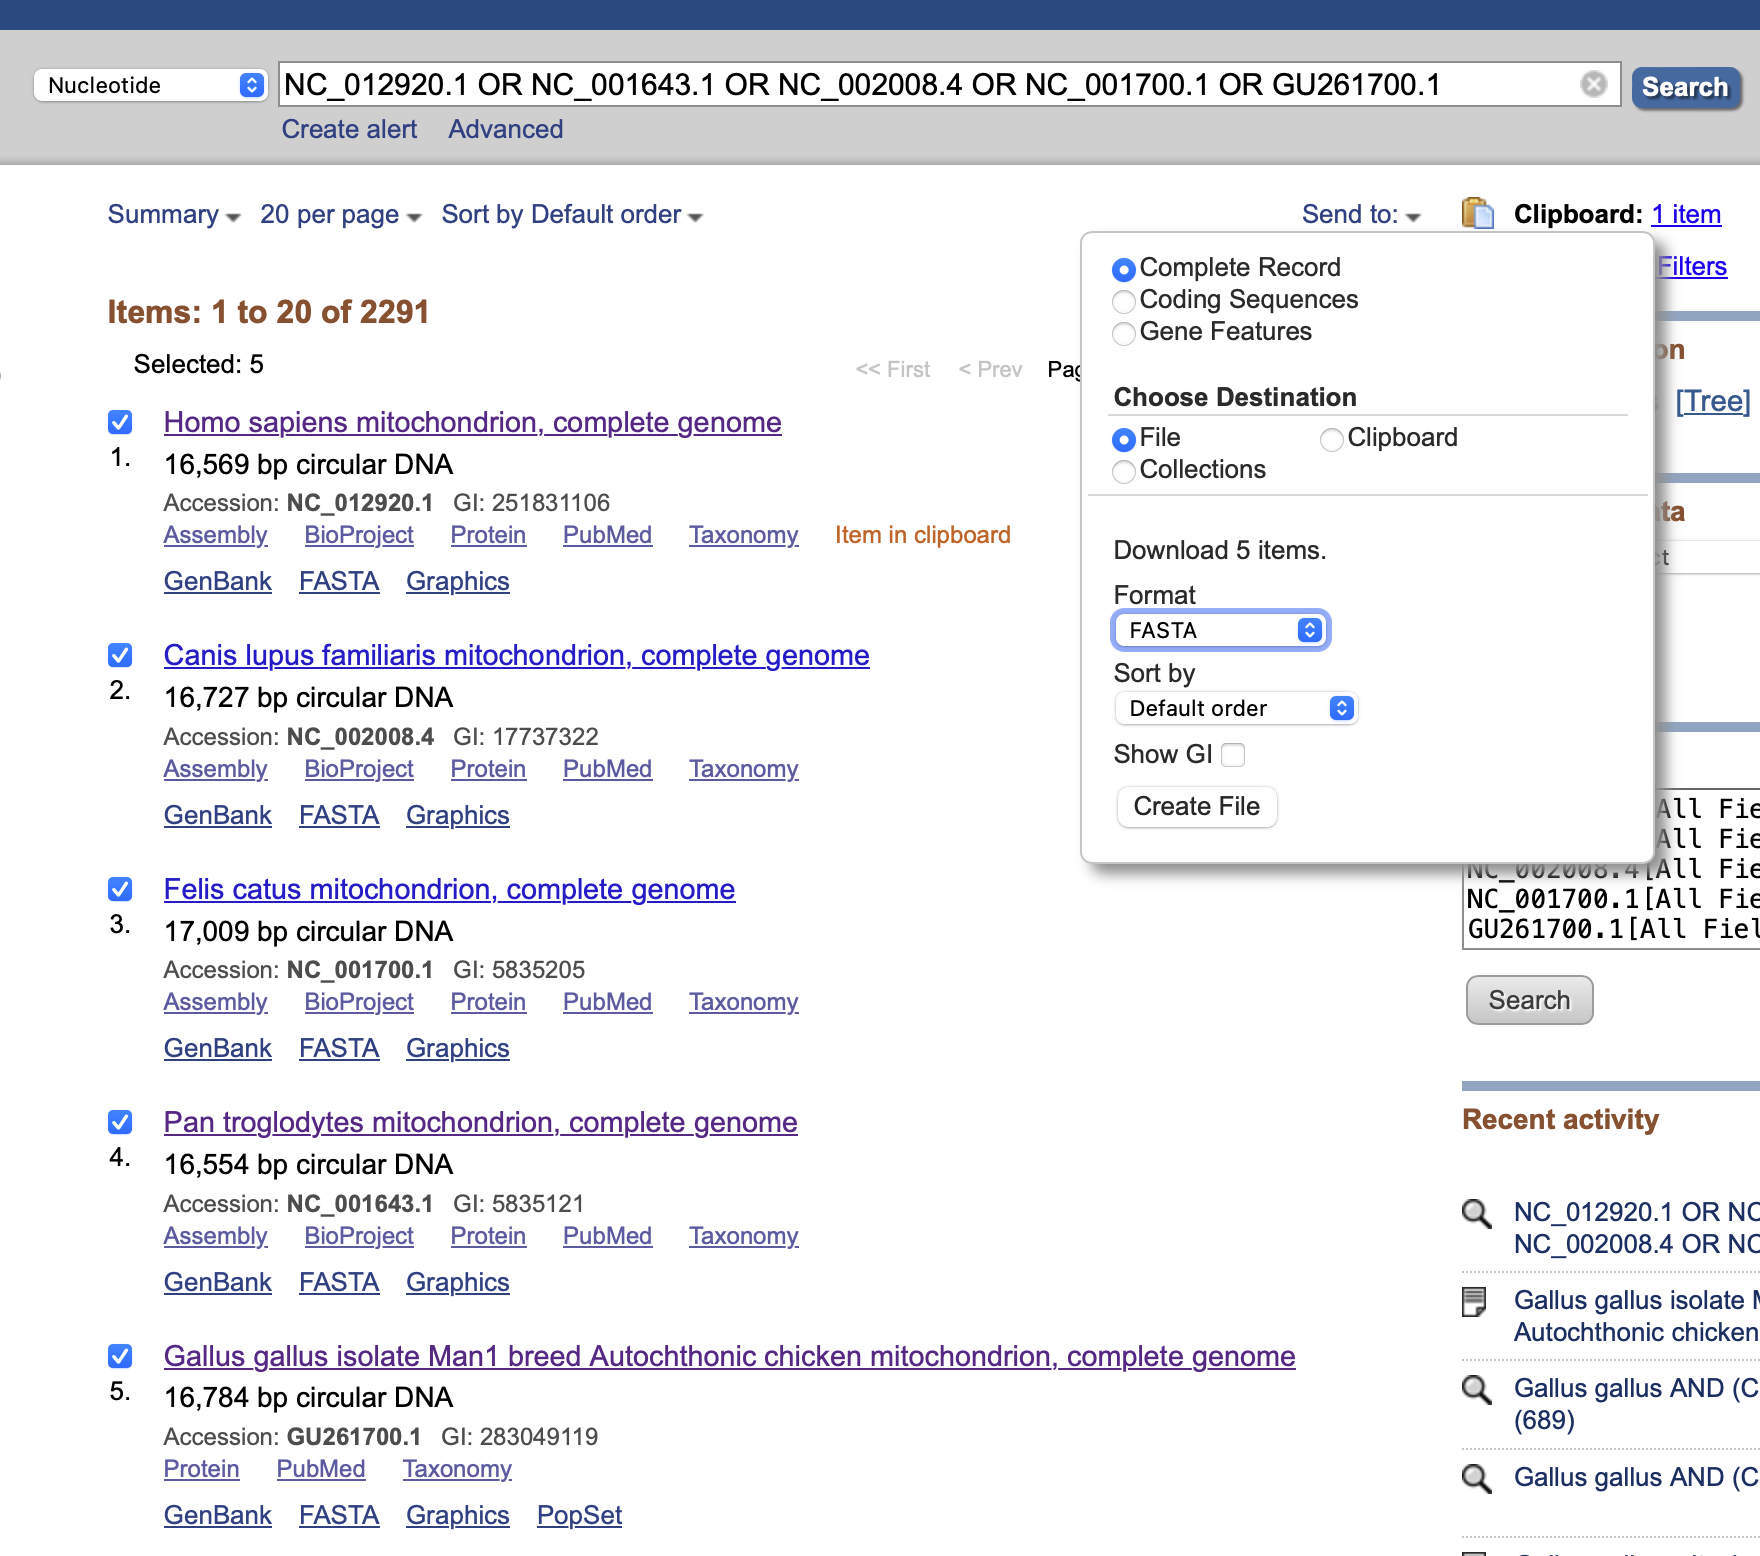 Nucleotide
NC_012920.1 OR NC_001643.1 OR NC_002008.4 OR NC_001700.1 OR GU261700.1
Search
Create alert Advanced
Summary 20 per page Sort by Default order
Send to:
Clipboard: 1 item
Filters
Items: 1 to 20 of 2291
Selected: 5
<< First < Prev
Complete Record
Coding Sequences
Gene Features
Choose Destination
File Clipboard
Collections
Download 5 items.
Format
FASTA
Sort by
Default order
Show GI
Create File
[Tree]
1. Homo sapiens mitochondrion, complete genome
16,569 bp circular DNA
Accession: NC_012920.1 GI: 251831106
Assembly BioProject Protein PubMed Taxonomy Item in clipboard
GenBank FASTA Graphics
2. Canis lupus familiaris mitochondrion, complete genome
16,727 bp circular DNA
Accession: NC_002008.4 GI: 17737322
Assembly BioProject Protein PubMed Taxonomy
GenBank FASTA Graphics
3. Felis catus mitochondrion, complete genome
17,009 bp circular DNA
Accession: NC_001700.1 GI: 5835205
Assembly BioProject Protein PubMed Taxonomy
GenBank FASTA Graphics
4. Pan troglodytes mitochondrion, complete genome
16,554 bp circular DNA
Accession: NC_001643.1 GI: 5835121
Assembly BioProject Protein PubMed Taxonomy
GenBank FASTA Graphics
5. Gallus gallus isolate Man1 breed Autochthonic chicken mitochondrion, complete genome
16,784 bp circular DNA
Accession: GU261700.1 GI: 283049119
Protein PubMed Taxonomy
GenBank FASTA Graphics PopSet
All Fie
All Fie
NC_002008.4[All Fie
NC_001700.1[All Fie
GU261700.1[All Fiel
Search
Recent activity
NC_012920.1 OR NC
NC_002008.4 OR NC
Gallus gallus isolate
Autochthonic chicken
Gallus gallus AND (C
(689)
Gallus gallus AND (C